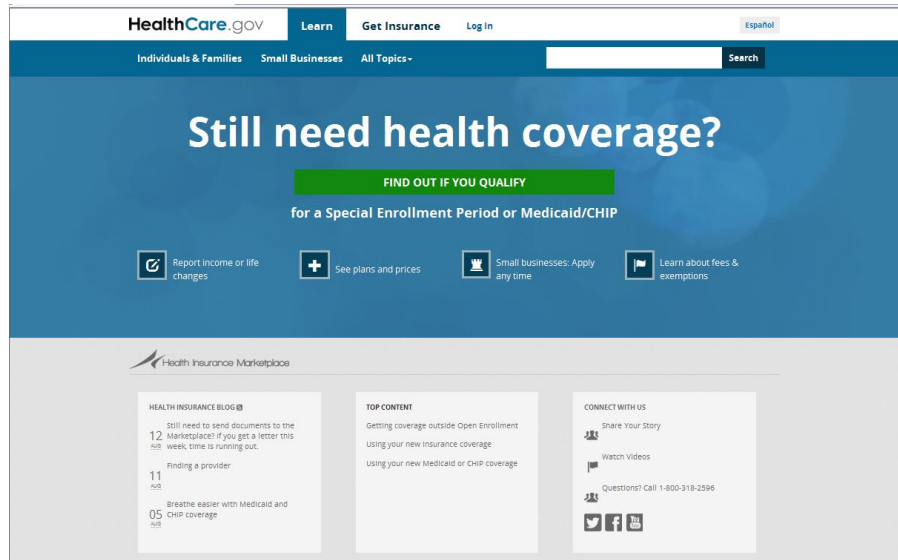 HealthCare.gov
Learn
Get Insurance
Log in
Español
Individuals & Families
Small Businesses
All Topics
Search
Still need health coverage?
FIND OUT IF YOU QUALIFY
for a Special Enrollment Period or Medicaid/CHIP
Report income or life
changes
See plans and prices
Small businesses: Apply
any time
Learn about fees &
exemptions
Health Insurance Marketplace
HEALTH INSURANCE BLOG
12 AUG
Still need to send documents to the
Marketplace? If you get a letter this
week, time is running out.
11 AUG
Finding a provider
05 AUG
Breathe easier with Medicaid and
CHIP coverage
TOP CONTENT
Getting coverage outside Open Enrollment
Using your new insurance coverage
Using your new Medicaid or CHIP coverage
CONNECT WITH US
Share Your Story
Watch Videos
Questions? Call 1-800-318-2596
You
Tube